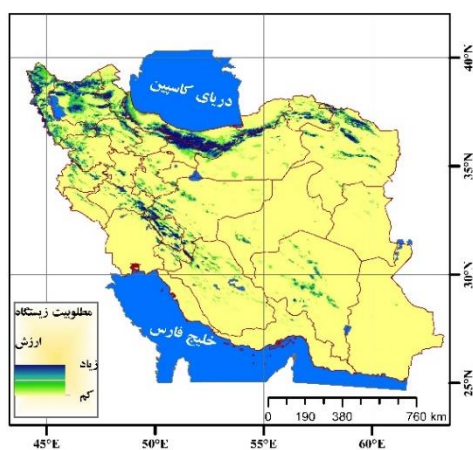 دریای کاسپین
40°N
35°N
30°N
25°N
خلیج فارس
مطلوبیت زیستگاه
ارزش
زیاد
کم
0 190 380 760 km
45°E 50°E 55°E 60°E